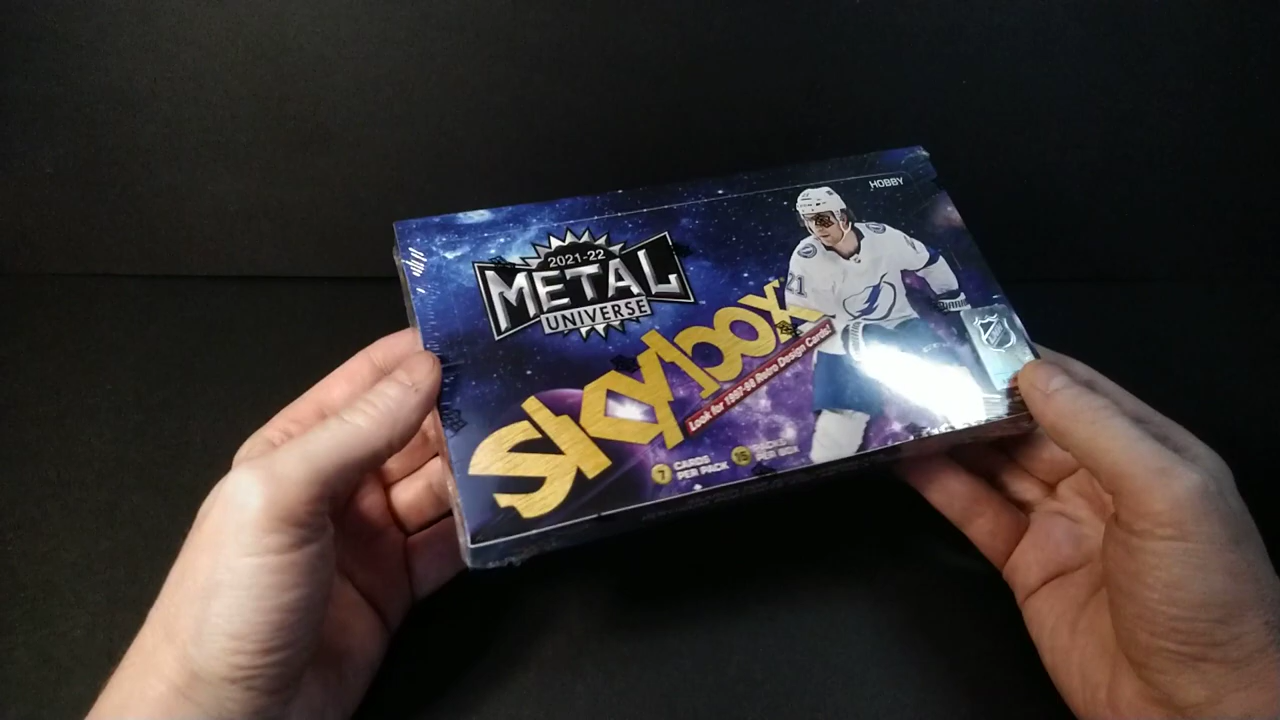 HOBBY
2021-22
METAL
UNIVERSE
skybox
21
Look for 1997-98 Retro Design Cards!
7 CARDS PER PACK
15 PACKS PER BOX